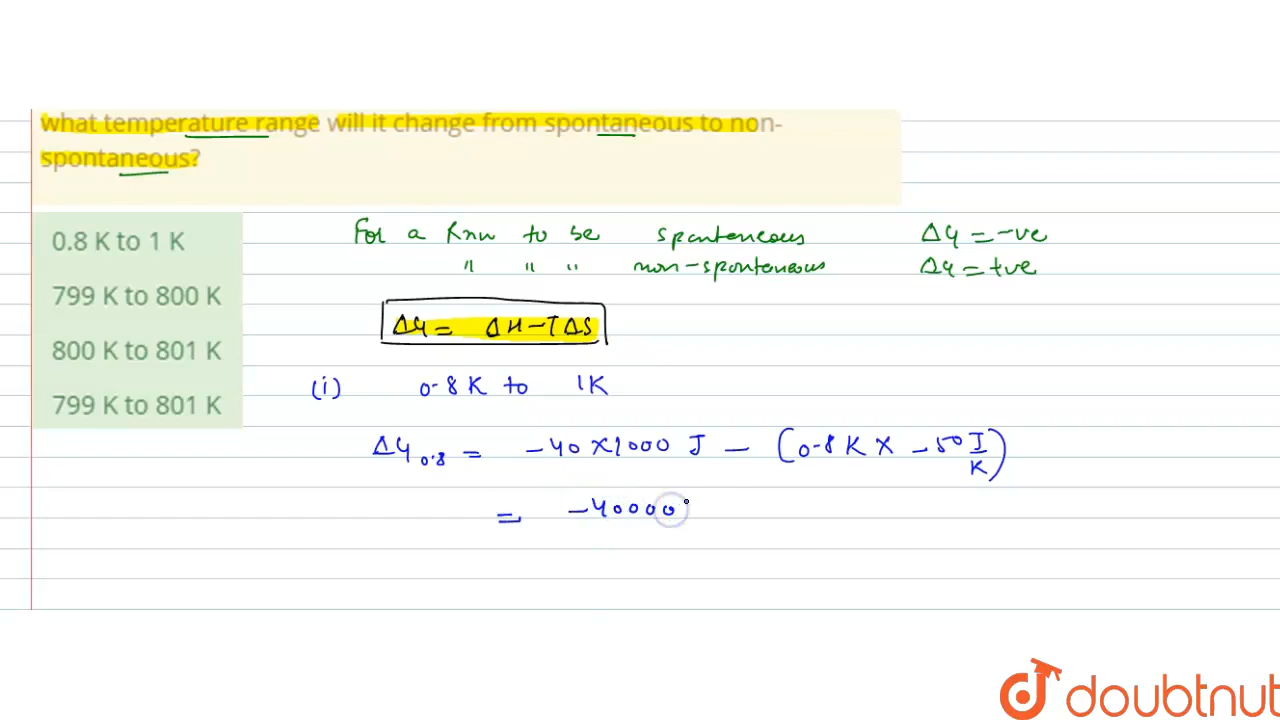 what temperature range will it change from spontaneous to non-
spontaneous?
0.8 K to 1 K
799 K to 800 K
800 K to 801 K
799 K to 801 K
For a Rxn to be spontaneous ΔG = -ve
" " " non-spontaneous ΔG = +ve
ΔG = ΔH - TΔS
(i) 0.8 K to 1K
ΔG 0.8 = -40 × 1000 J - (0.8 K × -50 J/K)
= -40000
doubtnut